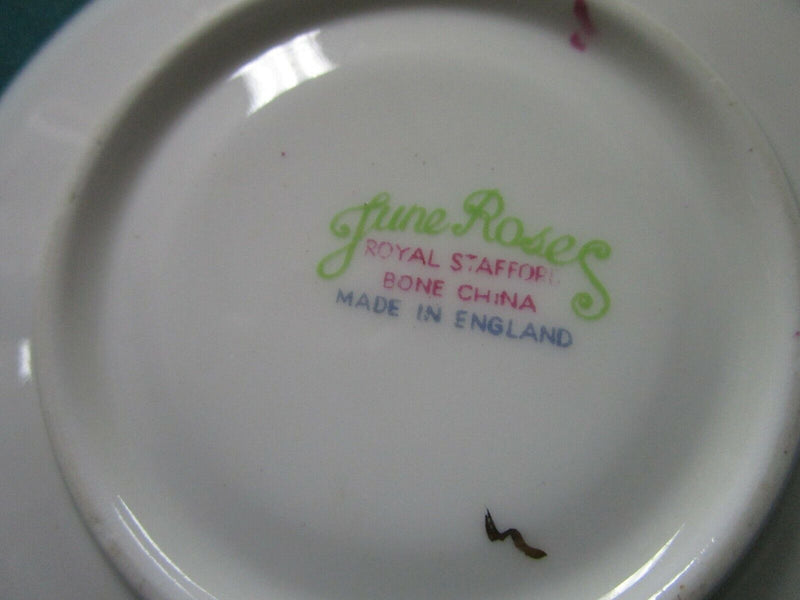 June Roses
ROYAL STAFFORD
BONE CHINA
MADE IN ENGLAND